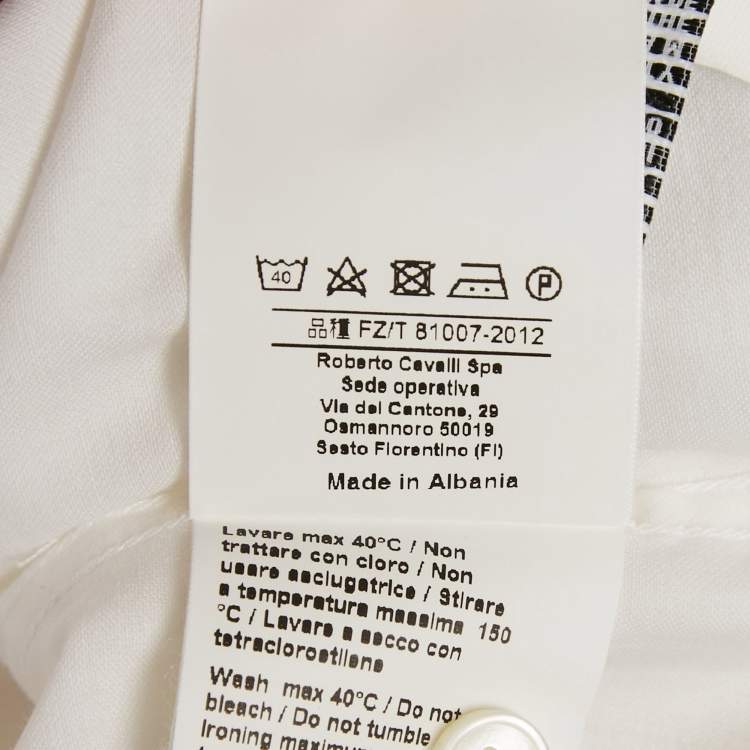 40
P
品種 FZ/T 81007-2012
Roberto Cavalli Spa
Sede operativa
Via del Cantone, 29
Osmannoro 50019
Sesto Fiorentino (FI)
Made in Albania
Lavare max 40°C / Non
trattare con cloro / Non
usare asciugatrice / Stirare
a temperatura massima 150
°C / Lavare a secco con
tetracloroetilene
Wash max 40°C / Do not
bleach / Do not tumble
Ironing maximum